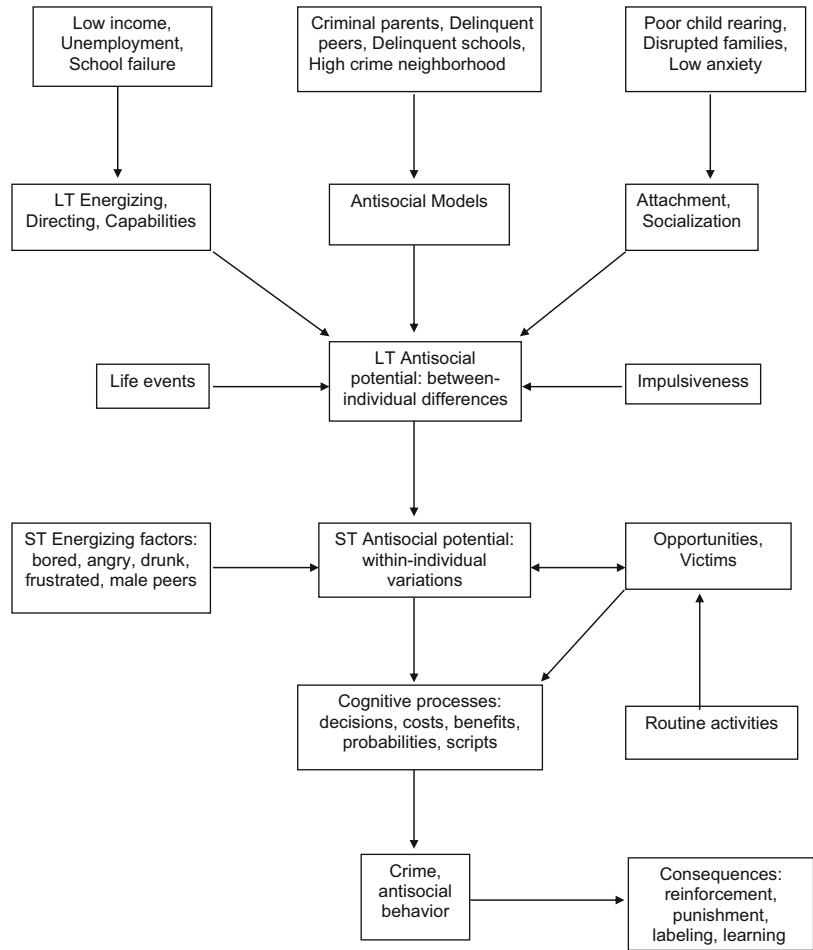 Low income,
Unemployment,
School failure
Criminal parents, Delinquent
peers, Delinquent schools,
High crime neighborhood
Poor child rearing,
Disrupted families,
Low anxiety
LT Energizing,
Directing, Capabilities
Antisocial Models
Attachment,
Socialization
LT Antisocial
potential: between-
individual differences
Life events
Impulsiveness
ST Energizing factors:
bored, angry, drunk,
frustrated, male peers
ST Antisocial potential:
within-individual
variations
Opportunities,
Victims
Cognitive processes:
decisions, costs, benefits,
probabilities, scripts
Routine activities
Crime,
antisocial
behavior
Consequences:
reinforcement,
punishment,
labeling, learning